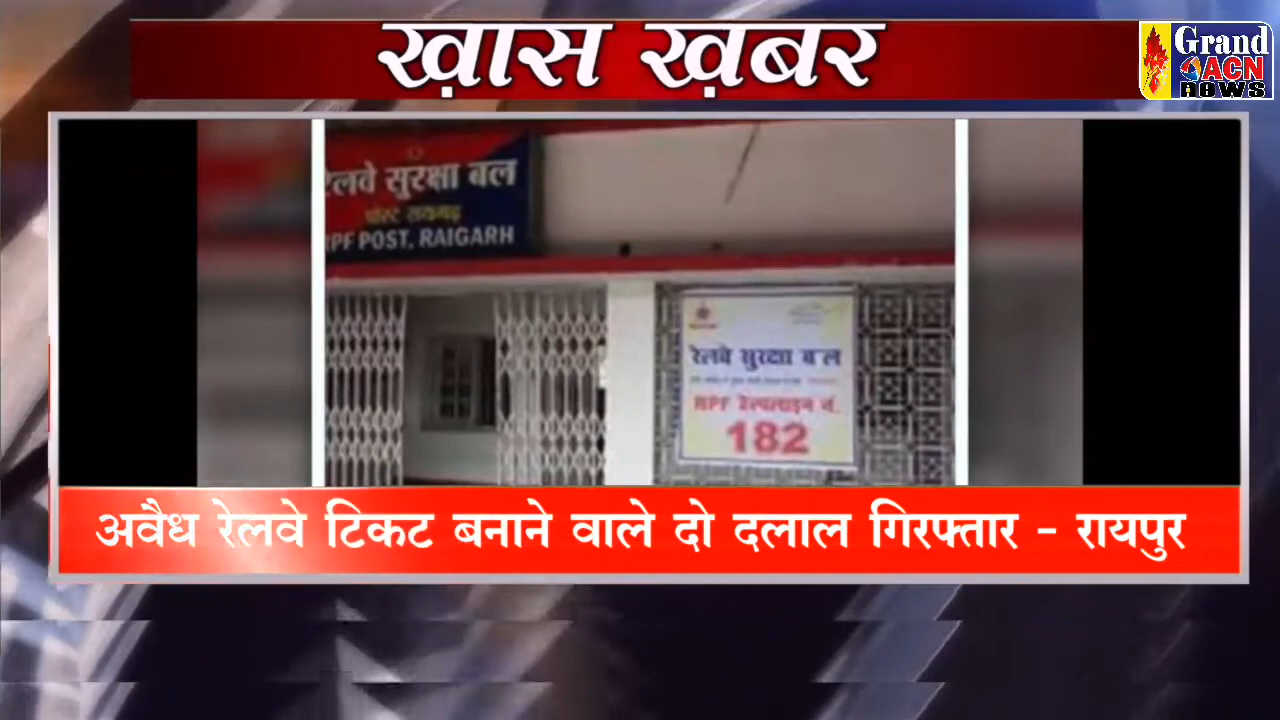 ख़ास ख़बर
Grand
ACN
news
रेलवे सुरक्षा बल
पोस्ट रायगढ़
RPF POST, RAIGARH
रेलवे सुरक्षा बल
RPF हेल्पलाइन नं.
182
अवैध रेलवे टिकट बनाने वाले दो दलाल गिरफ्तार - रायपुर